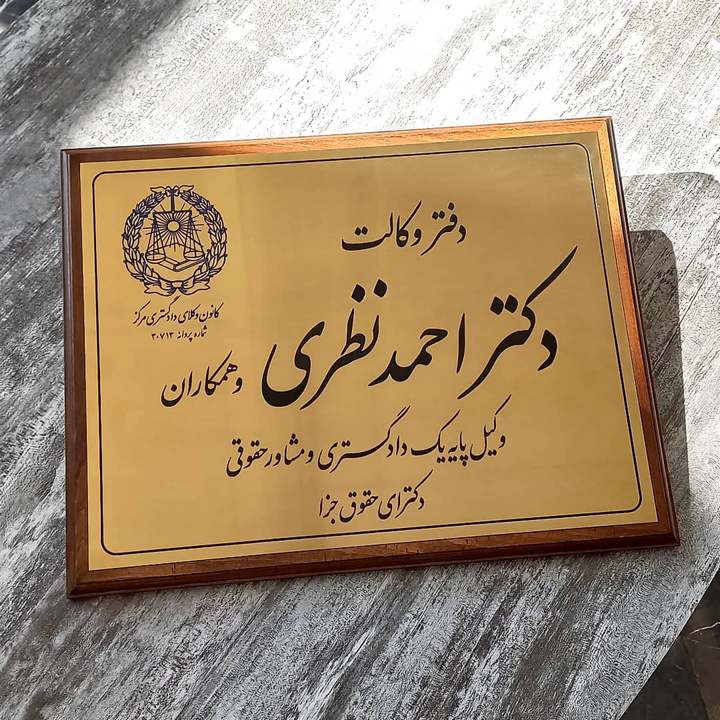 دفتر وکالت
دکتر احمد نظری
و همکاران
وکیل پایه یک دادگستری و مشاور حقوقی
دکترای حقوق جزا
کانون وکلای دادگستری مرکز
شماره پروانه ۳۰۷۱۳